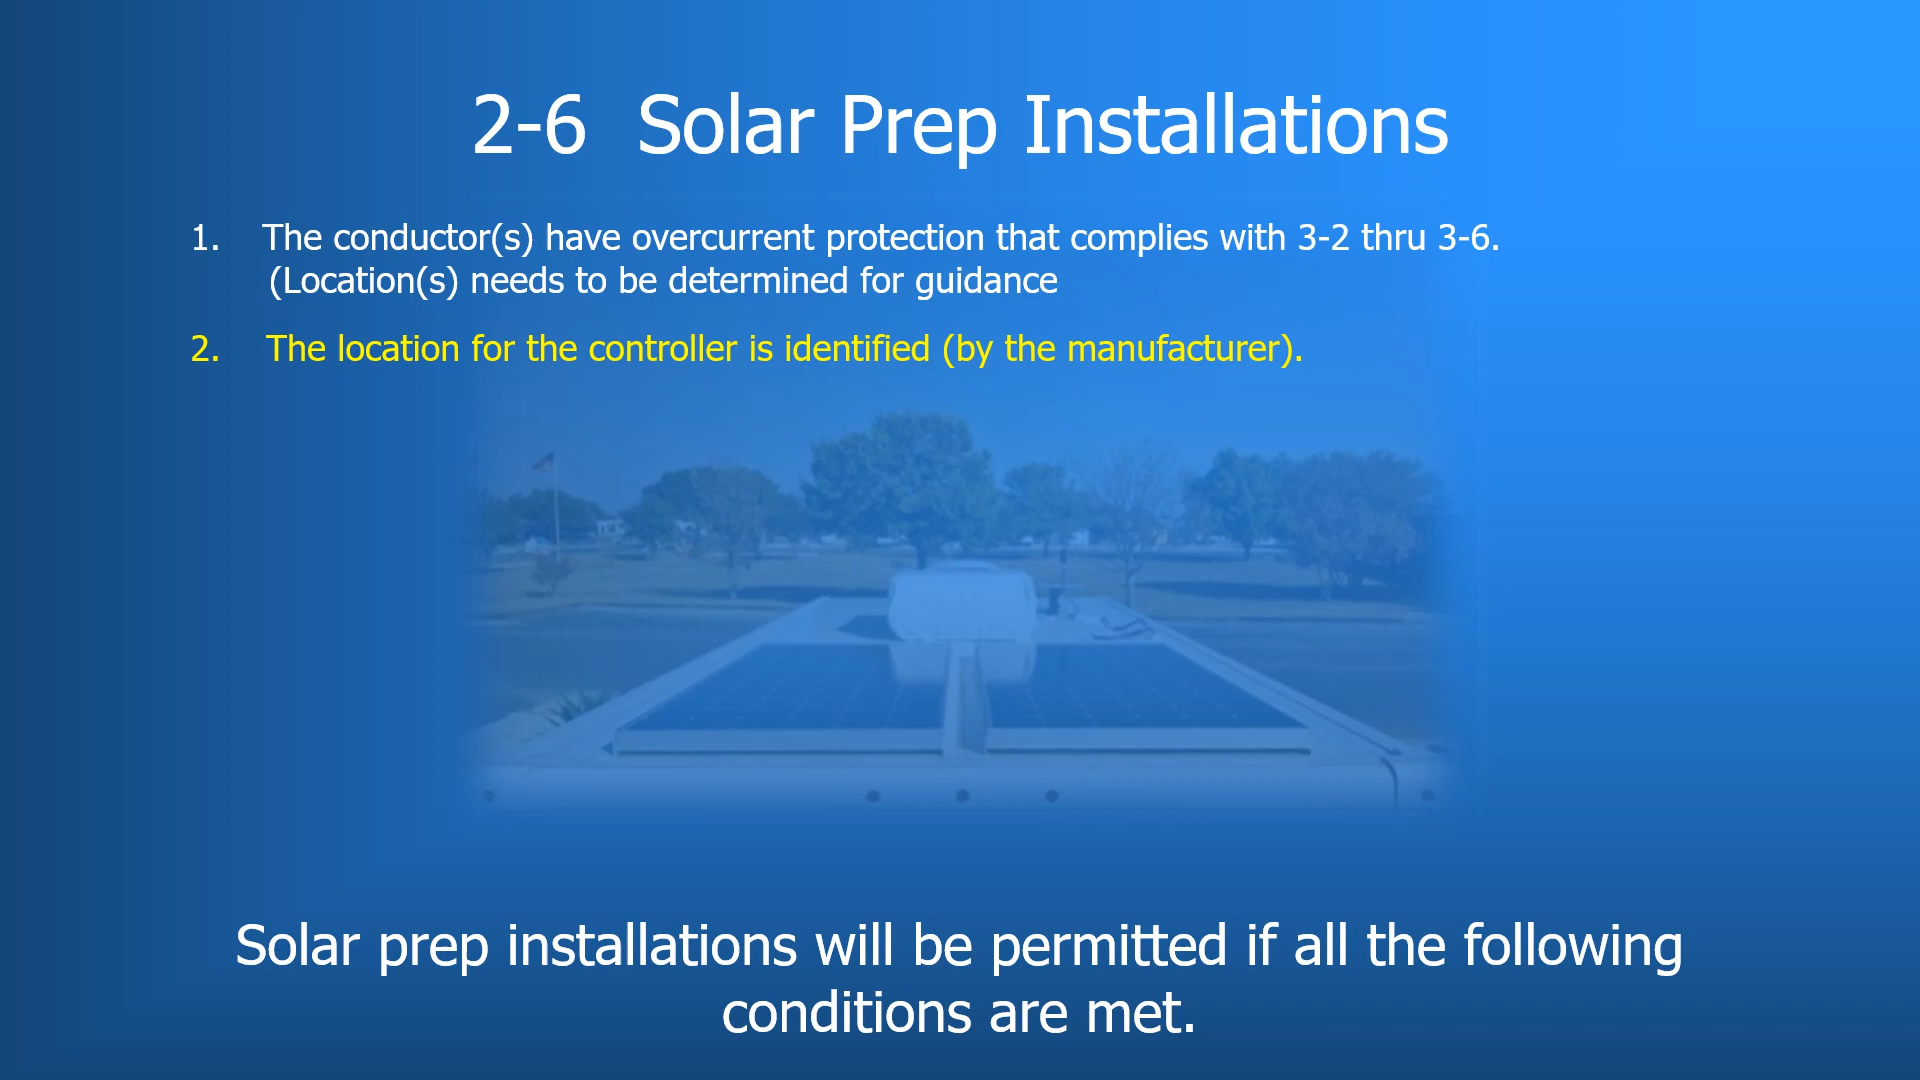 2-6 Solar Prep Installations
1. The conductor(s) have overcurrent protection that complies with 3-2 thru 3-6.
(Location(s) needs to be determined for guidance
2. The location for the controller is identified (by the manufacturer).
Solar prep installations will be permitted if all the following
conditions are met.